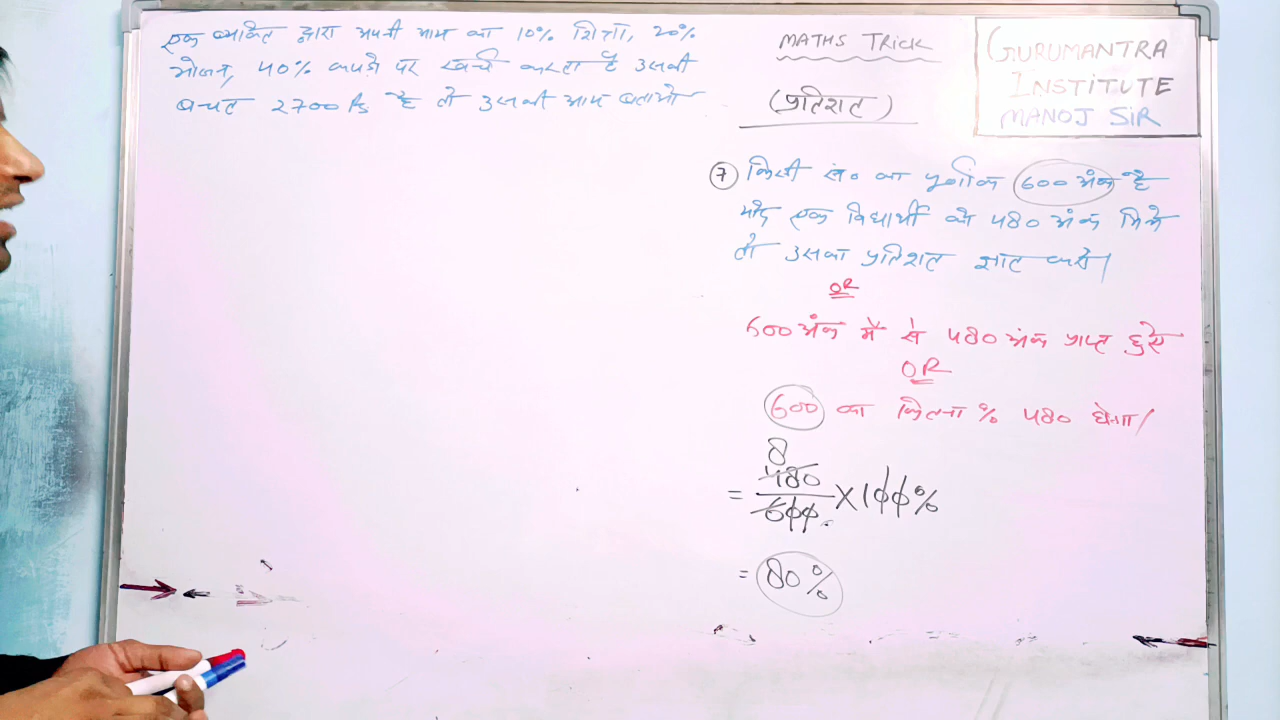 एक व्यक्ति द्वारा अपनी आय का 10% शिक्षा, 20%
भोजन, 40% कपड़ो पर खर्च करता है उसकी
बचत 2700 Rs है तो उसकी आय बताओ
MATHS TRICK
(प्रतिशत)
GURUMANTRA
INSTITUTE
MANOJ SIR
7 किसी सं० का पूर्णांक 600 अंक है
यदि एक विद्यार्थी को 480 अंक मिले
तो उसका प्रतिशत ज्ञात करो।
OR
600 अंक में से 480 अंक प्राप्त हुए
OR
600 का कितना % 480 होगा।
8
= 480/600 × 100%
= 80%